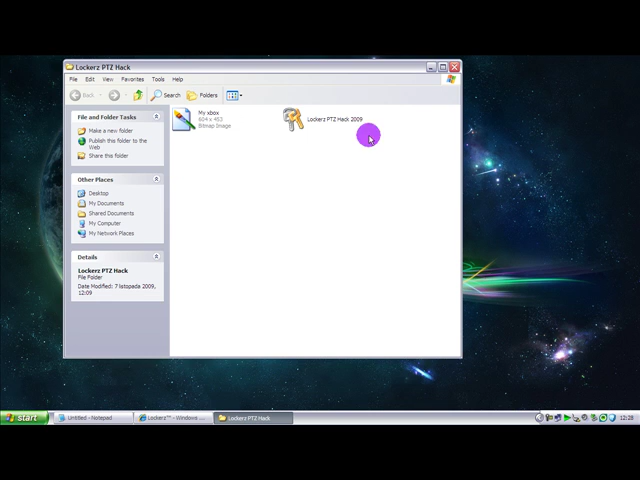 Lockerz PTZ Hack
File Edit View Favorites Tools Help
Back Search Folders
File and Folder Tasks
Make a new folder
Publish this folder to the
Web
Share this folder
Other Places
Desktop
My Documents
Shared Documents
My Computer
My Network Places
Details
Lockerz PTZ Hack
File Folder
Date Modified: 7 listopada 2009,
12:09
My xbox
604 x 453
Bitmap Image
Lockerz PTZ Hack 2009
start
Untitled - Notepad
Lockerz™ - Windows ...
Lockerz PTZ Hack
12:28